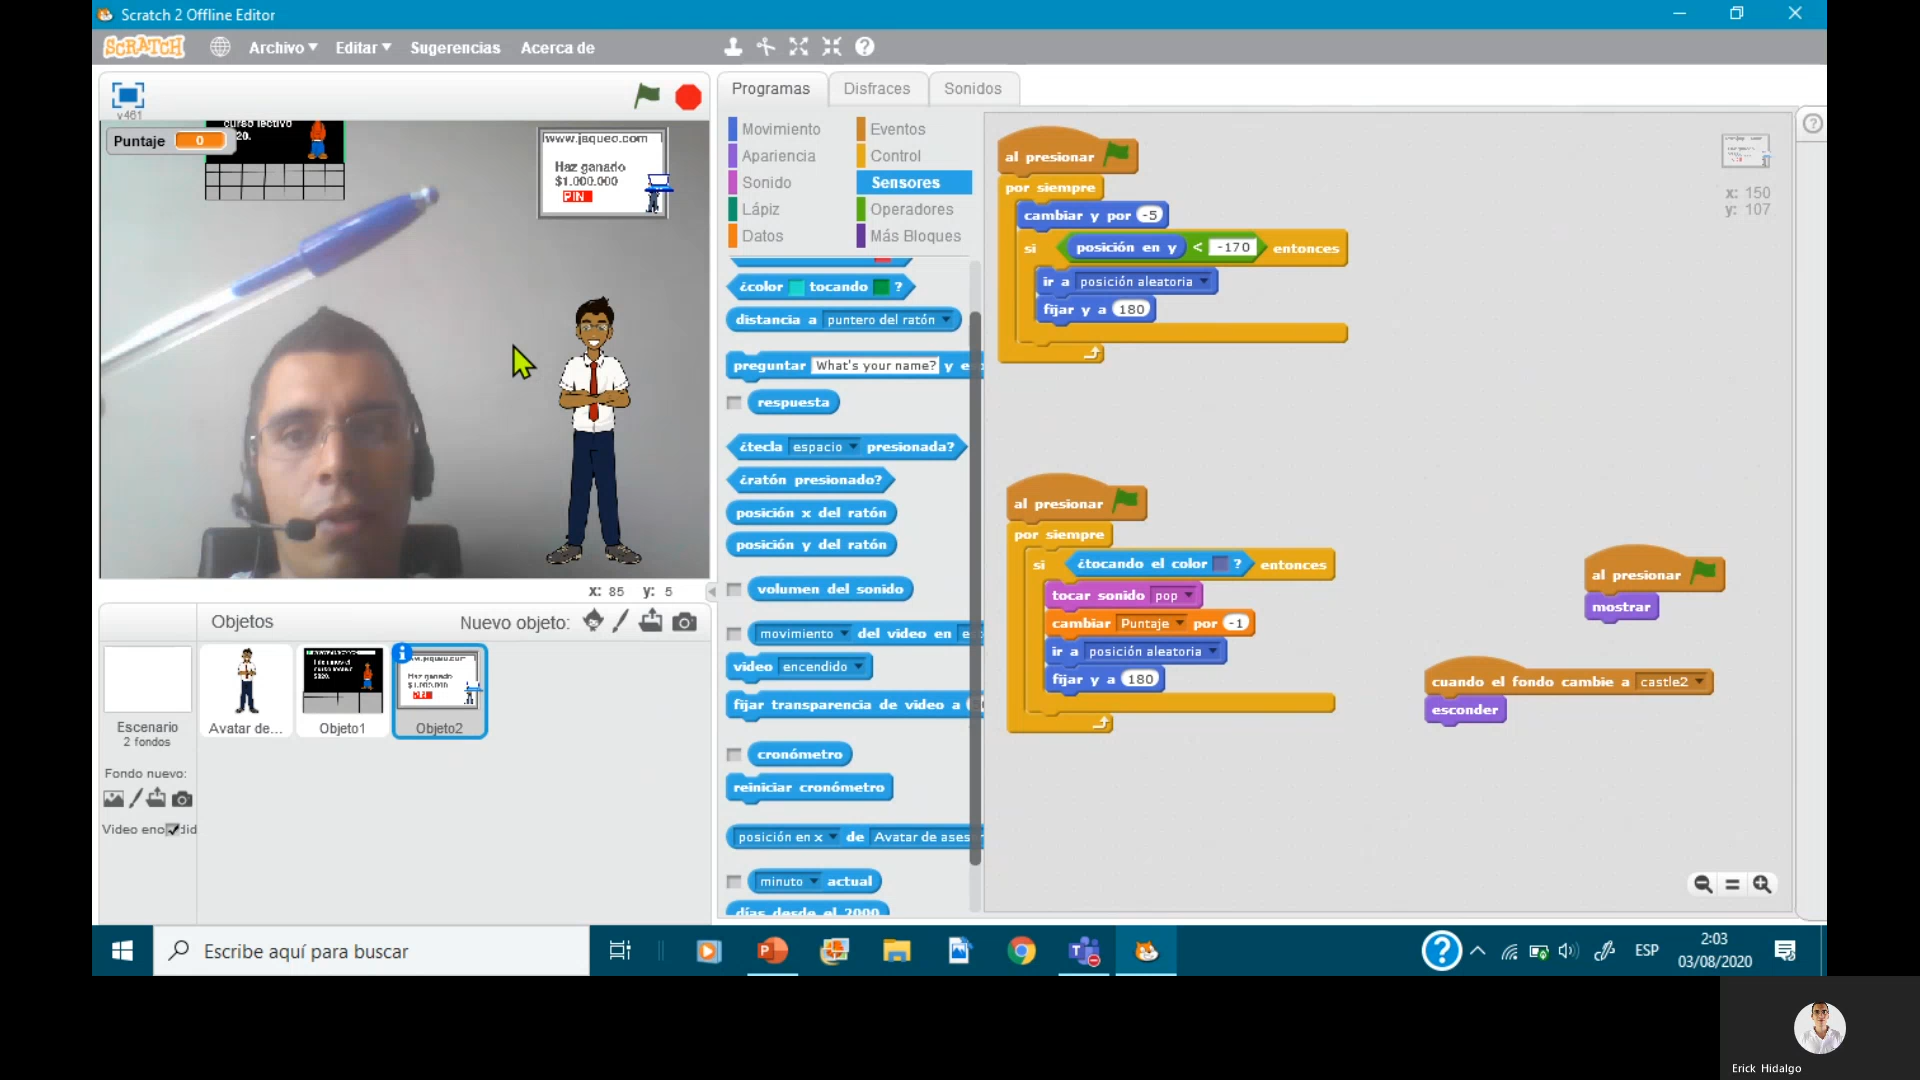 Scratch 2 Offline Editor
SCRATCH
Archivo
Editar
Sugerencias
Acerca de
v461
Puntaje 0
curso lectivo
www.jaqueo.com
Haz ganado
$1.000.000
PIN
x: 85 y: 5
Objetos
Nuevo objeto:
Escenario
2 fondos
Fondo nuevo:
Avatar de...
Objeto1
Objeto2
Programas
Disfraces
Sonidos
Movimiento
Apariencia
Sonido
Lápiz
Datos
Eventos
Control
Sensores
Operadores
Más Bloques
¿color tocando ?
distancia a puntero del ratón
preguntar What's your name? y
respuesta
¿tecla espacio presionada?
¿ratón presionado?
posición x del ratón
posición y del ratón
volumen del sonido
movimiento del video en
video encendido
fijar transparencia de video a
cronómetro
reiniciar cronómetro
posición en x de Avatar de ases
minuto actual
días desde el 2000
al presionar
por siempre
cambiar y por -5
si posición en y < -170 entonces
ir a posición aleatoria
fijar y a 180
x: 150
y: 107
al presionar
por siempre
si ¿tocando el color ? entonces
tocar sonido pop
cambiar Puntaje por -1
ir a posición aleatoria
fijar y a 180
al presionar
mostrar
cuando el fondo cambie a castle2
esconder
Escribe aquí para buscar
ESP
2:03
03/08/2020
Erick Hidalgo